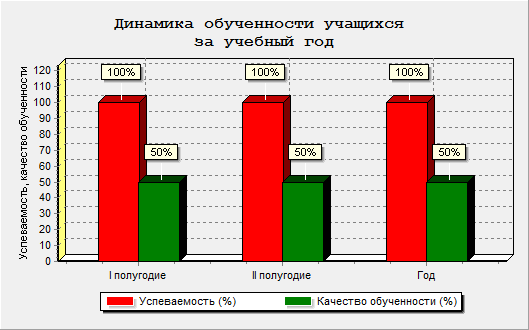 Динамика обученности учащихся
за учебный год
Успеваемость, качество обученности
120
110
100
90
80
70
60
50
40
30
20
10
0
100%
50%
100%
50%
100%
50%
I полугодие
II полугодие
Год
Успеваемость (%)
Качество обученности (%)